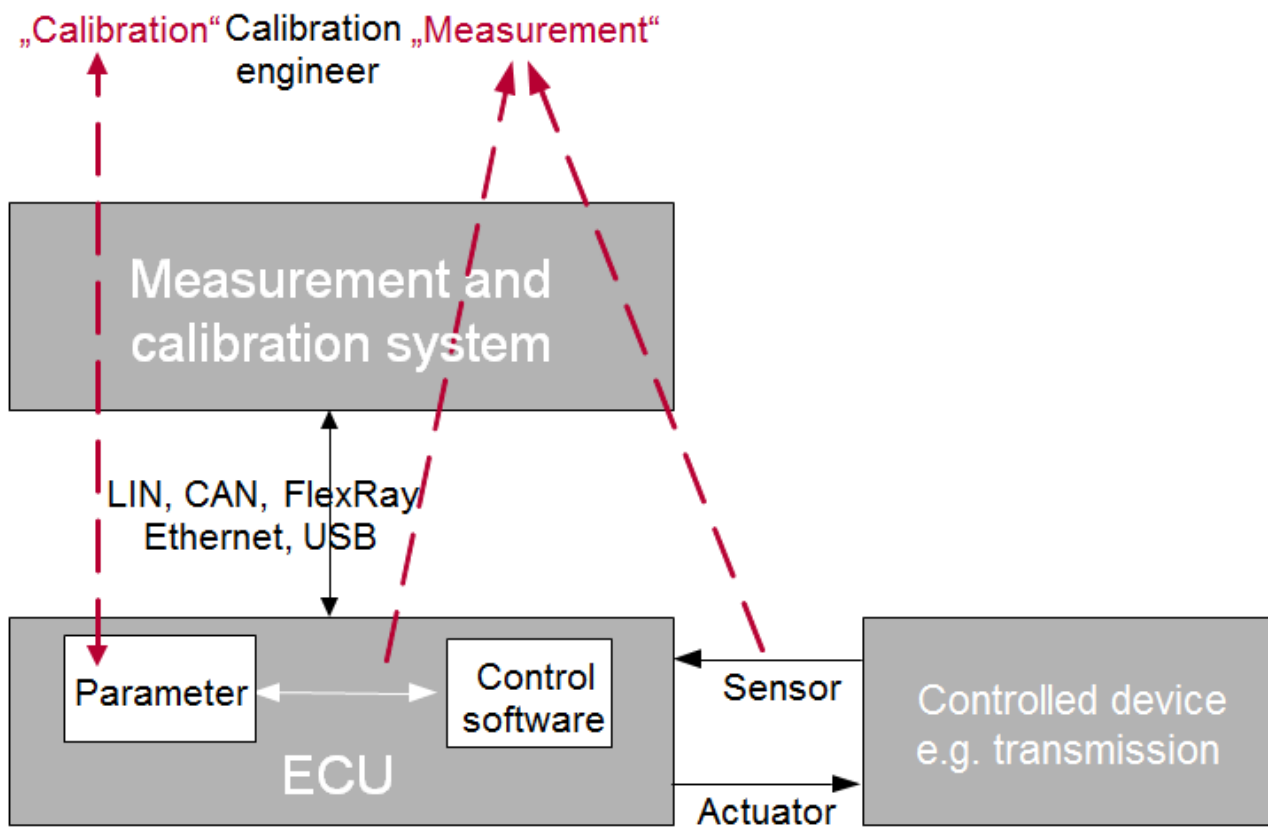 „Calibration“ Calibration „Measurement“
engineer
Measurement and
calibration system
LIN, CAN, FlexRay
Ethernet, USB
Parameter
Control
software
ECU
Sensor
Actuator
Controlled device
e.g. transmission